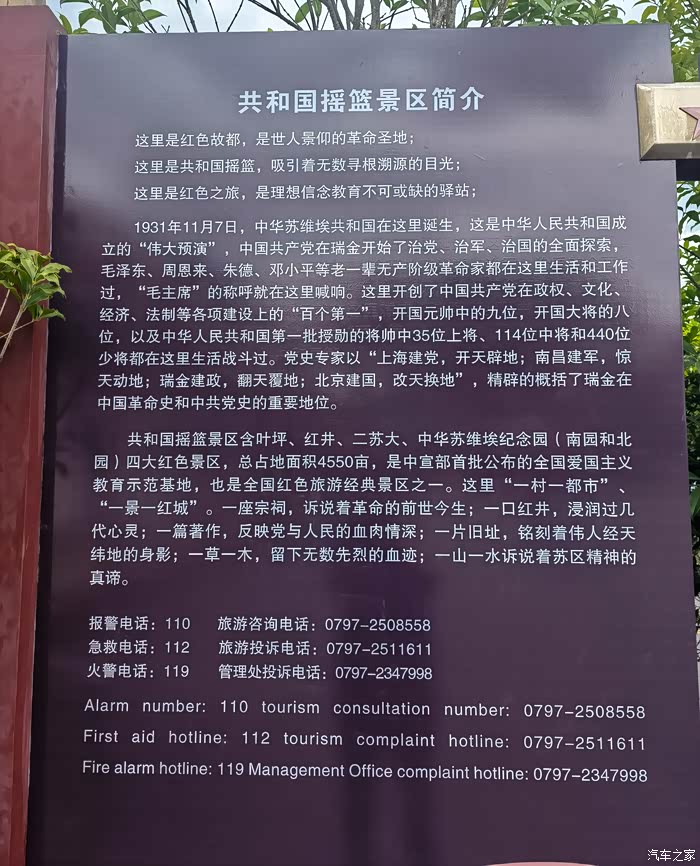 共和国摇篮景区简介
这里是红色故都，是世人景仰的革命圣地；
这里是共和国摇篮，吸引着无数寻根溯源的目光；
这里是红色之旅，是理想信念教育不可或缺的驿站；
1931年11月7日，中华苏维埃共和国在这里诞生，这是中华人民共和国成
立的“伟大预演”，中国共产党在瑞金开始了治党、治军、治国的全面探索，
毛泽东、周恩来、朱德、邓小平等老一辈无产阶级革命家都在这里生活和工作
过，“毛主席”的称呼就在这里喊响。这里开创了中国共产党在政权、文化、
经济、法制等各项建设上的“百个第一”，开国元帅中的九位，开国大将的八
位，以及中华人民共和国第一批授勋的将帅中35位上将、114位中将和440位
少将都在这里生活战斗过。党史专家以“上海建党，开天辟地；南昌建军，惊
天动地；瑞金建政，翻天覆地；北京建国，改天换地”，精辟的概括了瑞金在
中国革命史和中共党史的重要地位。
共和国摇篮景区含叶坪、红井、二苏大、中华苏维埃纪念园（南园和北
园）四大红色景区，总占地面积4550亩，是中宣部首批公布的全国爱国主义
教育示范基地，也是全国红色旅游经典景区之一。这里“一村一都市”、
“一景一红城”。一座宗祠，诉说着革命的前世今生；一口红井，浸润过几
代心灵；一篇著作，反映党与人民的血肉情深；一片旧址，铭刻着伟人经天
纬地的身影；一草一木，留下无数先烈的血迹；一山一水诉说着苏区精神的
真谛。
报警电话：110 旅游咨询电话：0797-2508558
急救电话：112 旅游投诉电话：0797-2511611
火警电话：119 管理处投诉电话：0797-2347998
Alarm number: 110 tourism consultation number: 0797-2508558
First aid hotline: 112 tourism complaint hotline: 0797-2511611
Fire alarm hotline: 119 Management Office complaint hotline: 0797-2347998
汽车之家